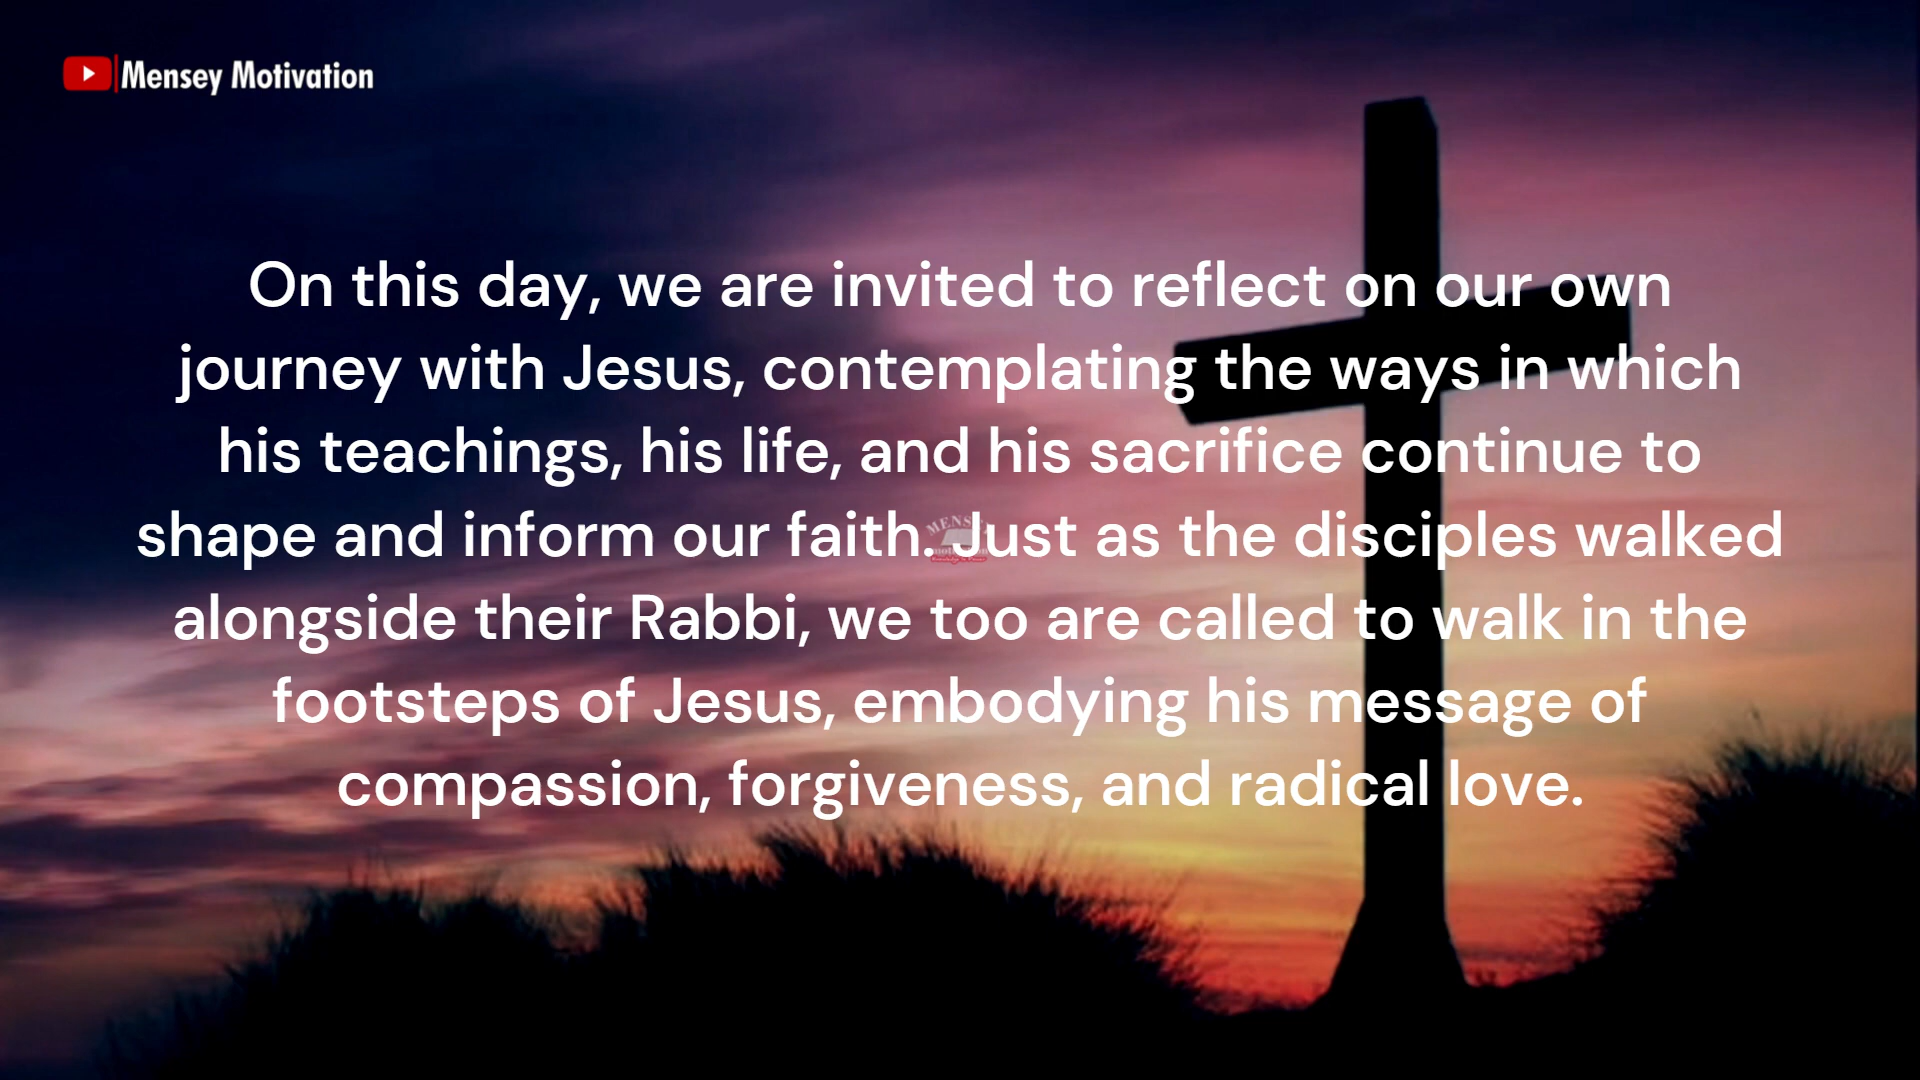 Mensey Motivation
On this day, we are invited to reflect on our own
journey with Jesus, contemplating the ways in which
his teachings, his life, and his sacrifice continue to
shape and inform our faith. Just as the disciples walked
alongside their Rabbi, we too are called to walk in the
footsteps of Jesus, embodying his message of
compassion, forgiveness, and radical love.